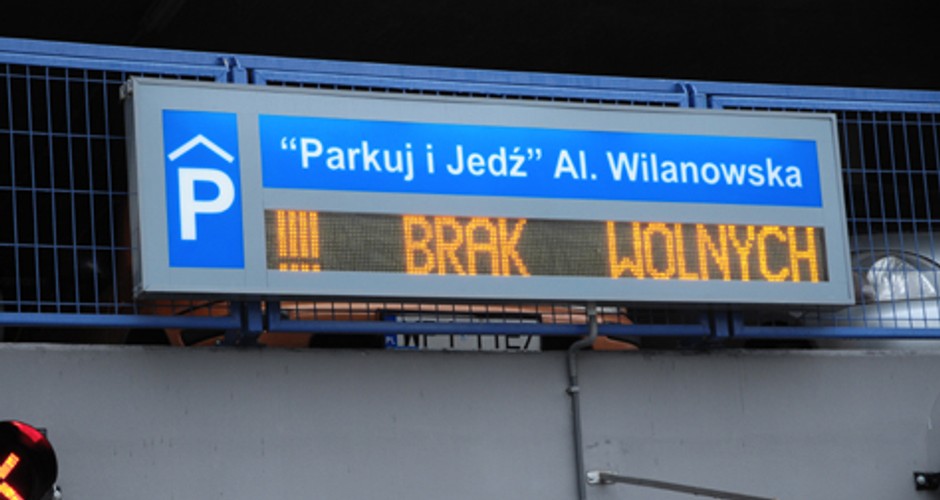 P
“Parkuj i Jedź” Al. Wilanowska
!!!! BRAK WOLNYCH